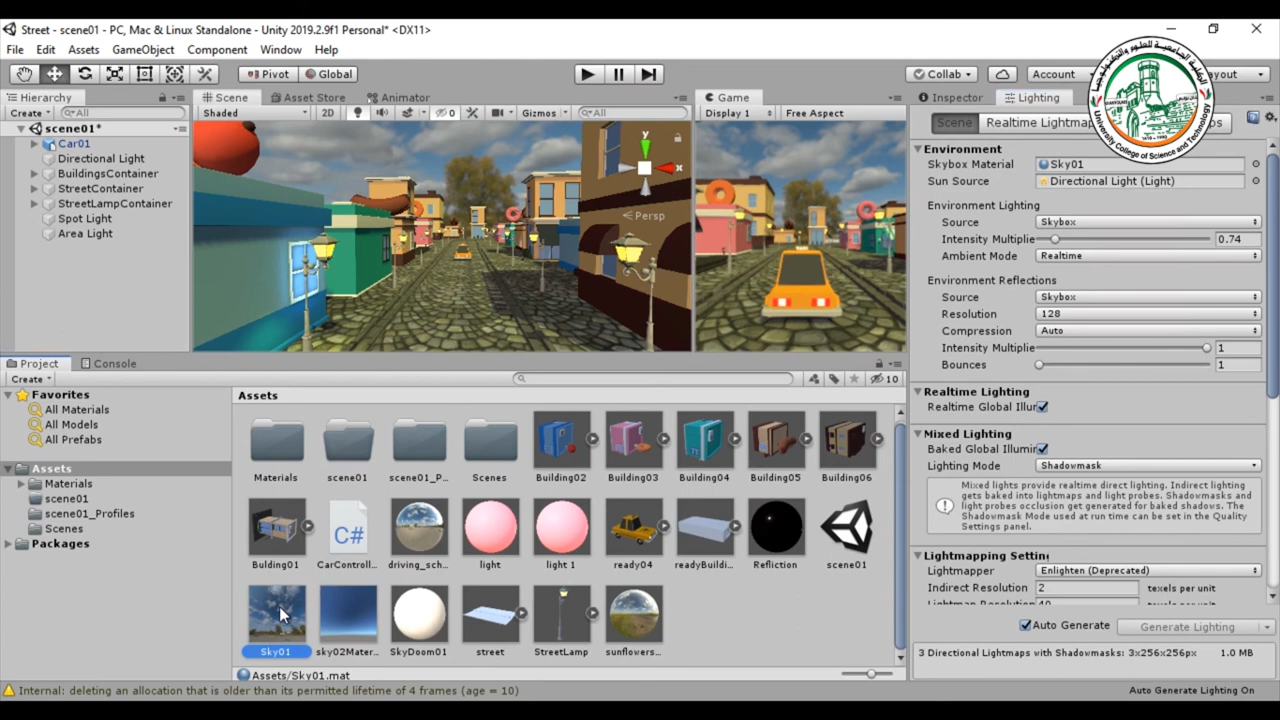 Street - scene01 - PC, Mac & Linux Standalone - Unity 2019.2.9f1 Personal* <DX11>
File Edit Assets GameObject Component Window Help
Pivot Global Collab Account
Hierarchy Scene Asset Store Animator Game Inspector Lighting
Create All Shaded 2D 0 Gizmos All Display 1 Free Aspect
Scene Realtime Lightmap
scene01*
Car01
Directional Light
BuildingsContainer
StreetContainer
StreetLampContainer
Spot Light
Area Light
y
x
Persp
Environment
Skybox Material Sky01
Sun Source Directional Light (Light)
Environment Lighting
Source Skybox
Intensity Multiplie 0.74
Ambient Mode Realtime
Environment Reflections
Source Skybox
Resolution 128
Compression Auto
Intensity Multiplie 1
Bounces 1
Realtime Lighting
Realtime Global Illur
Mixed Lighting
Baked Global Illumir
Lighting Mode Shadowmask
Mixed lights provide realtime direct lighting. Indirect lighting
gets baked into lightmaps and light probes. Shadowmasks and
light probes occlusion get generated for baked shadows. The
Shadowmask Mode used at run time can be set in the Quality
Settings panel.
Lightmapping Settin
Lightmapper Enlighten (Deprecated)
Indirect Resolution 2 texels per unit
Auto Generate Generate Lighting
3 Directional Lightmaps with Shadowmasks: 3x256x256px 1.0 MB
Project Console
Create 10
Favorites
All Materials
All Models
All Prefabs
Assets
Materials
scene01
scene01_Profiles
Scenes
Packages
Assets
Materials scene01 scene01_P... Scenes Building02 Building03 Building04 Building05 Building06
C#
Bulding01 CarControll... driving_sch... light light 1 ready04 readyBuildi... Refliction scene01
Sky01 sky02Mater... SkyDoom01 street StreetLamp sunflowers...
Assets/Sky01.mat
Internal: deleting an allocation that is older than its permitted lifetime of 4 frames (age = 10)
Auto Generate Lighting On
الكلية الجامعية للعلوم والتكنولوجيا
University College of Science and Technology